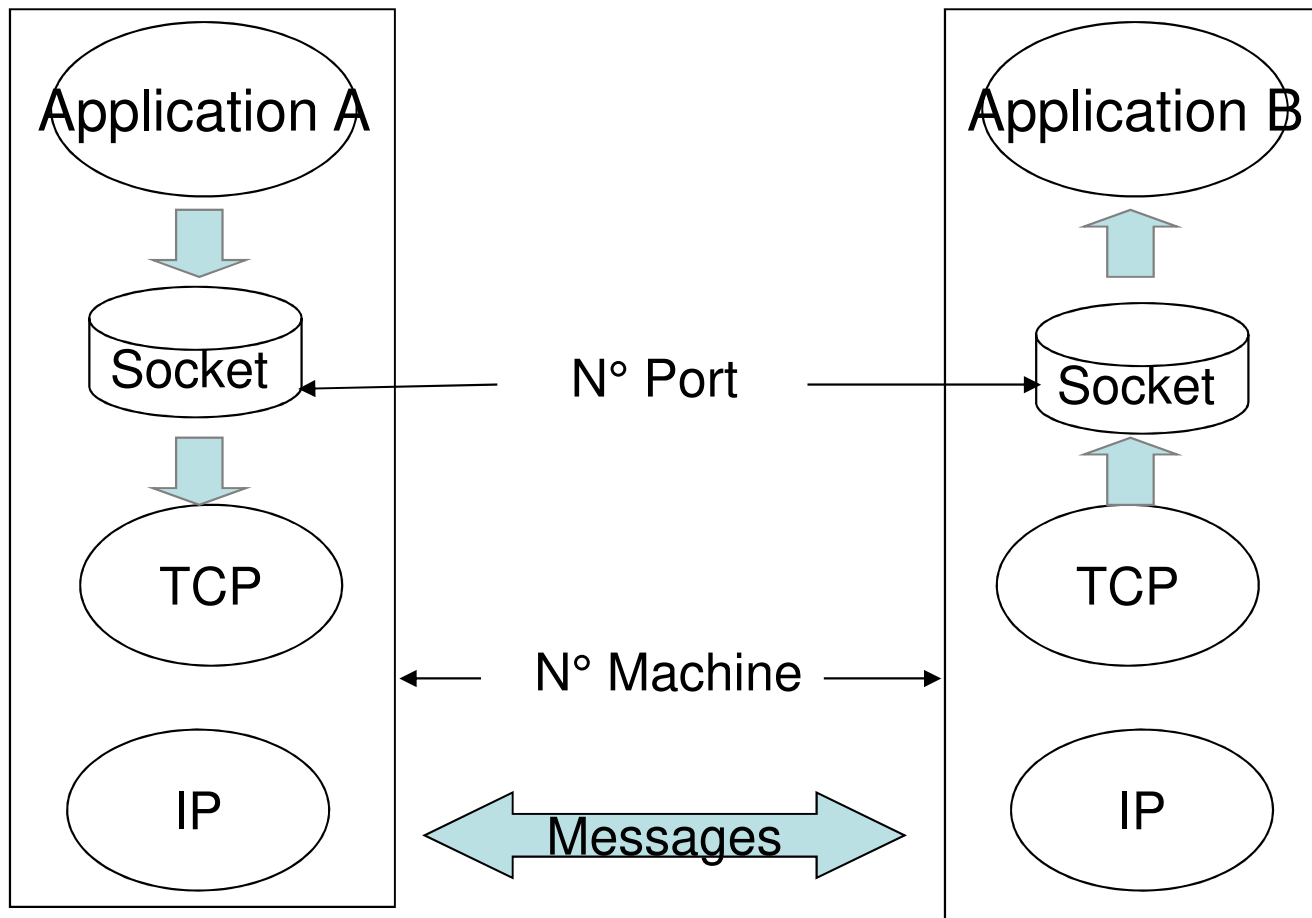 Application A
Application B
Socket
N° Port
Socket
TCP
TCP
N° Machine
IP
Messages
IP